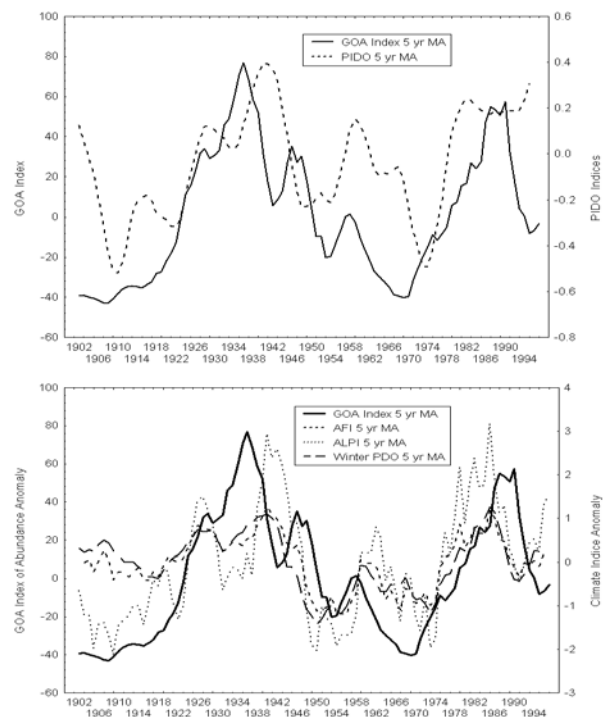 100
80
60
40
20
0
-20
-40
-60
GOA Index
0.6
0.4
0.2
0.0
-0.2
-0.4
-0.6
-0.8
PIDO Indices
GOA Index 5 yr MA
PIDO 5 yr MA
1902 1910 1918 1926 1934 1942 1950 1958 1966 1974 1982 1990
1906 1914 1922 1930 1938 1946 1954 1962 1970 1978 1986 1994
100
80
60
40
20
0
-20
-40
-60
GOA Index of Abundance Anomaly
4
3
2
1
0
-1
-2
-3
Climate Indice Anomaly
GOA Index 5 yr MA
AFI 5 yr MA
ALPI 5 yr MA
Winter PDO 5 yr MA
1902 1910 1918 1926 1934 1942 1950 1958 1966 1974 1982 1990
1906 1914 1922 1930 1938 1946 1954 1962 1970 1978 1986 1994